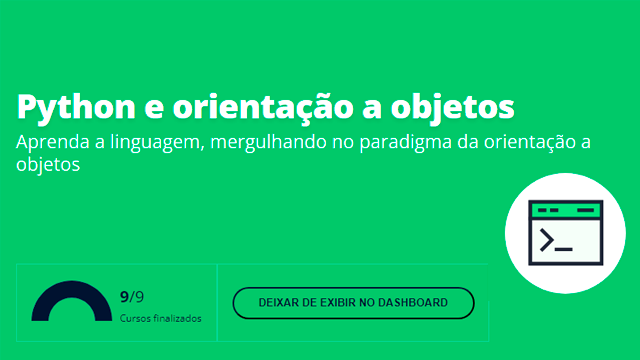 Python e orientação a objetos
Aprenda a linguagem, mergulhando no paradigma da orientação a
objetos
9/9
Cursos finalizados
DEIXAR DE EXIBIR NO DASHBOARD